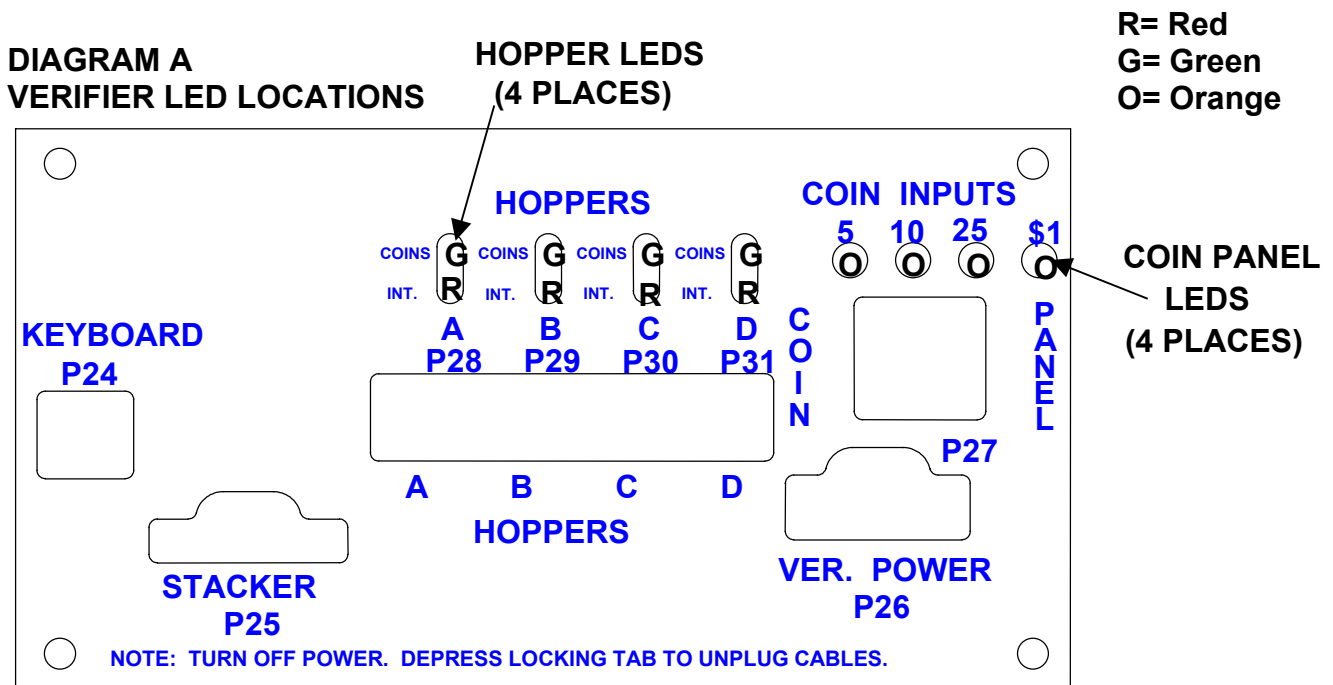 DIAGRAM A
VERIFIER LED LOCATIONS
HOPPER LEDS
(4 PLACES)
R= Red
G= Green
O= Orange
HOPPERS
COINS G COINS G COINS G COINS G
INT. R INT. R INT. R INT. R
A B C D
P28 P29 P30 P31
COIN INPUTS
5 10 25 $1
O O O O
COIN PANEL
LEDS
(4 PLACES)
KEYBOARD
P24
COIN
PANEL
P27
A B C D
HOPPERS
STACKER
P25
VER. POWER
P26
NOTE: TURN OFF POWER. DEPRESS LOCKING TAB TO UNPLUG CABLES.